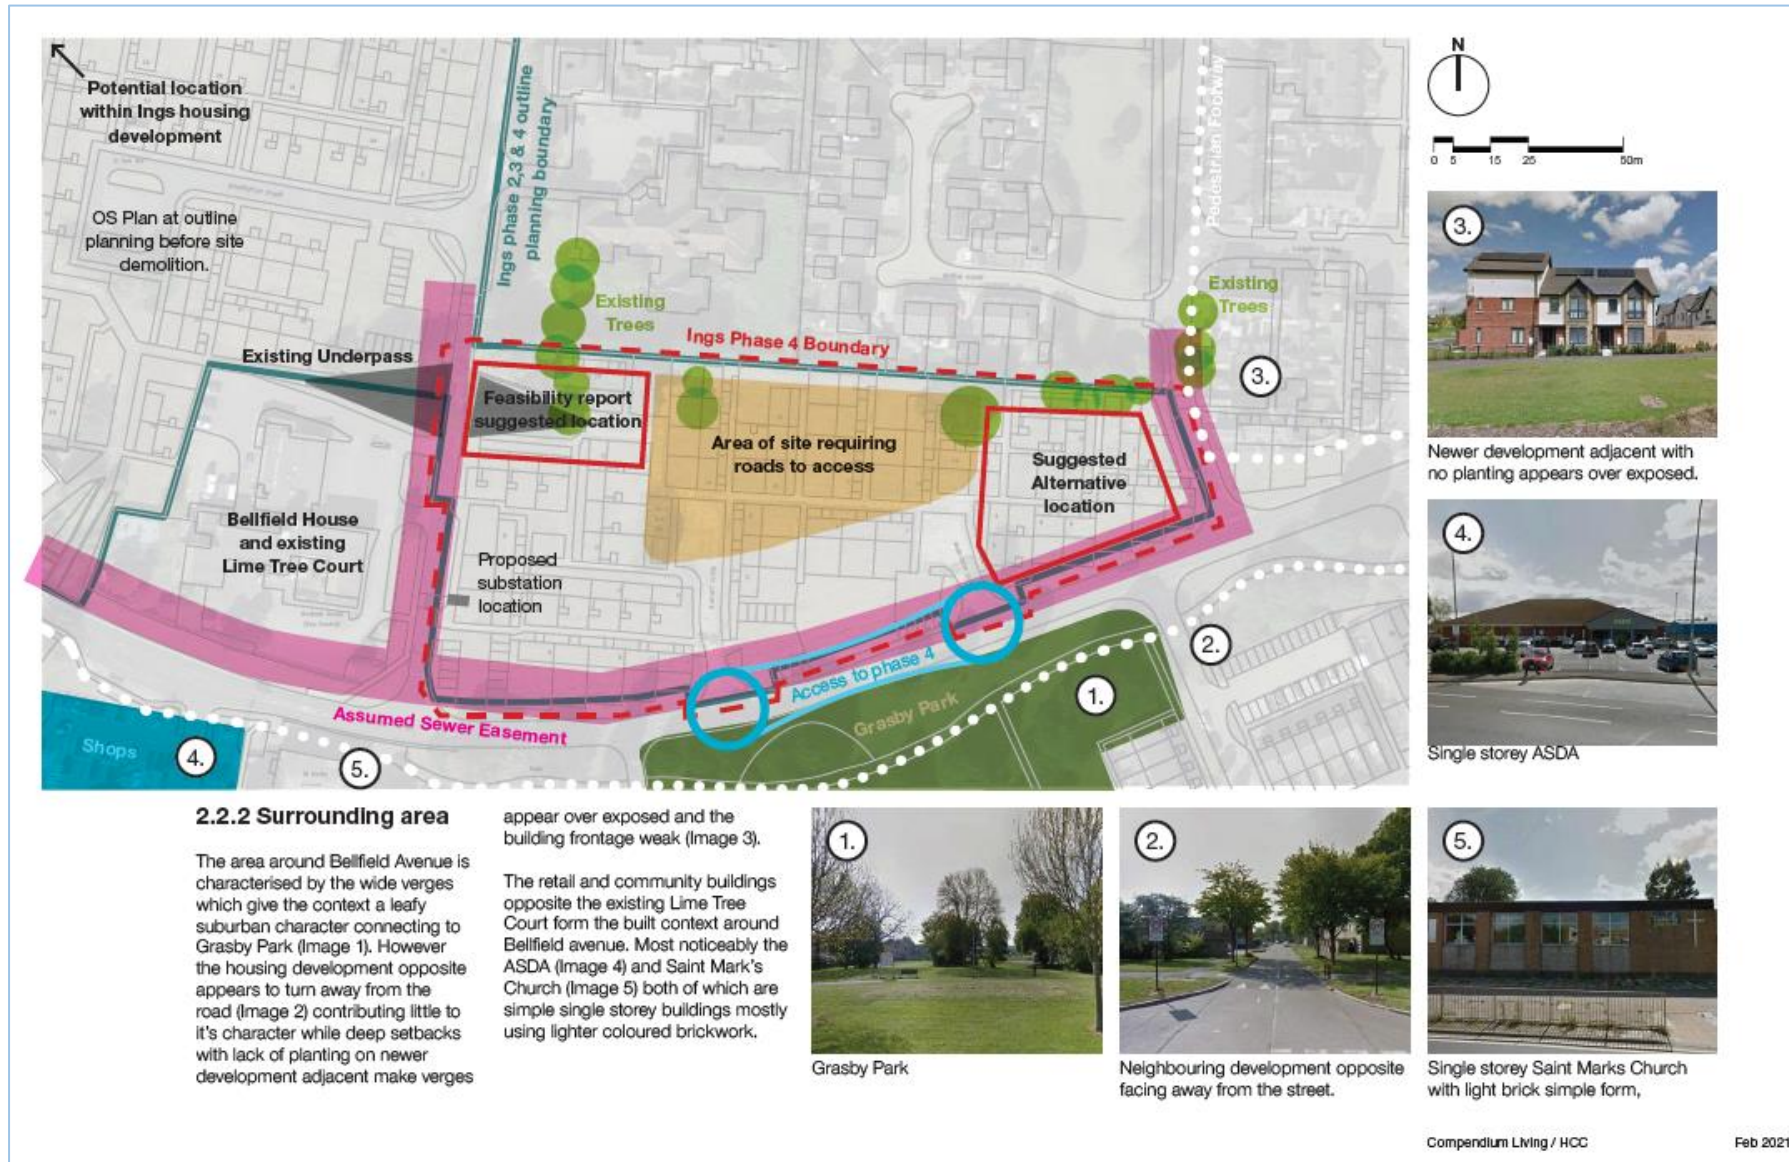 Potential location
within Ings housing
development
OS Plan at outline
planning before site
demolition.
Ings phase 2,3 & 4 outline
planning boundary
Existing
Trees
Ings Phase 4 Boundary
Existing Underpass
Feasibility report
suggested location
Area of site requiring
roads to access
Suggested
Alternative
location
Existing
Trees
Pedestrian Footway
3.
Bellfield House
and existing
Lime Tree Court
Proposed
substation
location
Access to phase 4
Grasby Park
1.
2.
Assumed Sewer Easement
Shops
4.
5.
N
0 5 15 25 50m
3.
Newer development adjacent with
no planting appears over exposed.
4.
Single storey ASDA
2.2.2 Surrounding area
The area around Bellfield Avenue is
characterised by the wide verges
which give the context a leafy
suburban character connecting to
Grasby Park (Image 1). However
the housing development opposite
appears to turn away from the
road (Image 2) contributing little to
it's character while deep setbacks
with lack of planting on newer
development adjacent make verges
appear over exposed and the
building frontage weak (Image 3).
The retail and community buildings
opposite the existing Lime Tree
Court form the built context around
Bellfield avenue. Most noticeably the
ASDA (Image 4) and Saint Mark's
Church (Image 5) both of which are
simple single storey buildings mostly
using lighter coloured brickwork.
1.
Grasby Park
2.
Neighbouring development opposite
facing away from the street.
5.
Single storey Saint Marks Church
with light brick simple form,
Compendium Living / HCC
Feb 2021